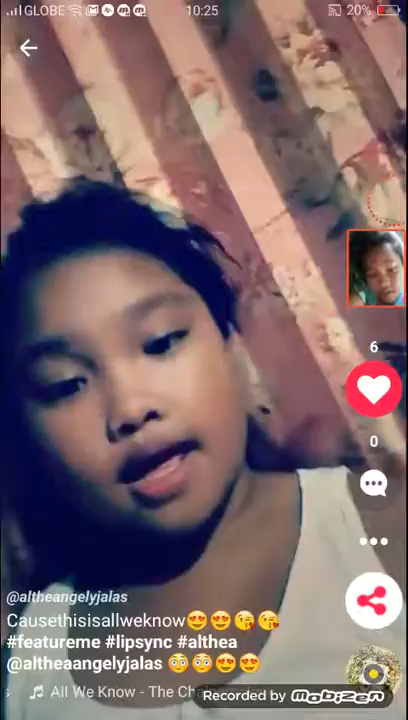 GLOBE 10:25 20%
6
0
@altheangelyjalas
Causethisisallweknow😍😍😘😘
#featureme #lipsync #althea
@altheaangelyjalas 😳😳😍😍
s 🎵 All We Know - The Ch
Recorded by MOBIZEN